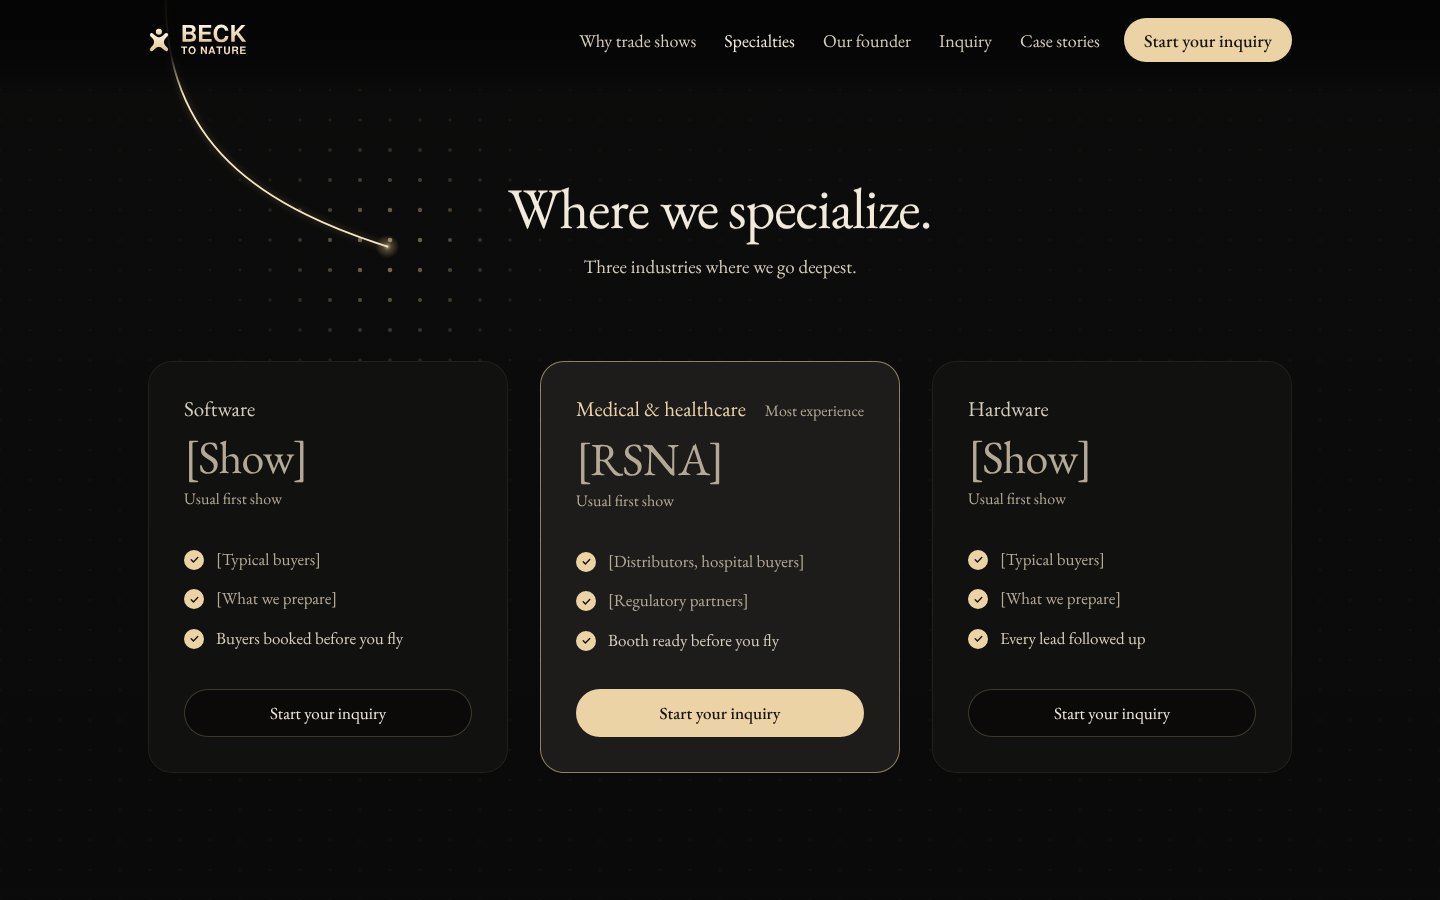 BECK
TO NATURE
Why trade shows
Specialties
Our founder
Inquiry
Case stories
Start your inquiry
Where we specialize.
Three industries where we go deepest.
Software
[Show]
Usual first show
[Typical buyers]
[What we prepare]
Buyers booked before you fly
Start your inquiry
Medical & healthcare
Most experience
[RSNA]
Usual first show
[Distributors, hospital buyers]
[Regulatory partners]
Booth ready before you fly
Start your inquiry
Hardware
[Show]
Usual first show
[Typical buyers]
[What we prepare]
Every lead followed up
Start your inquiry